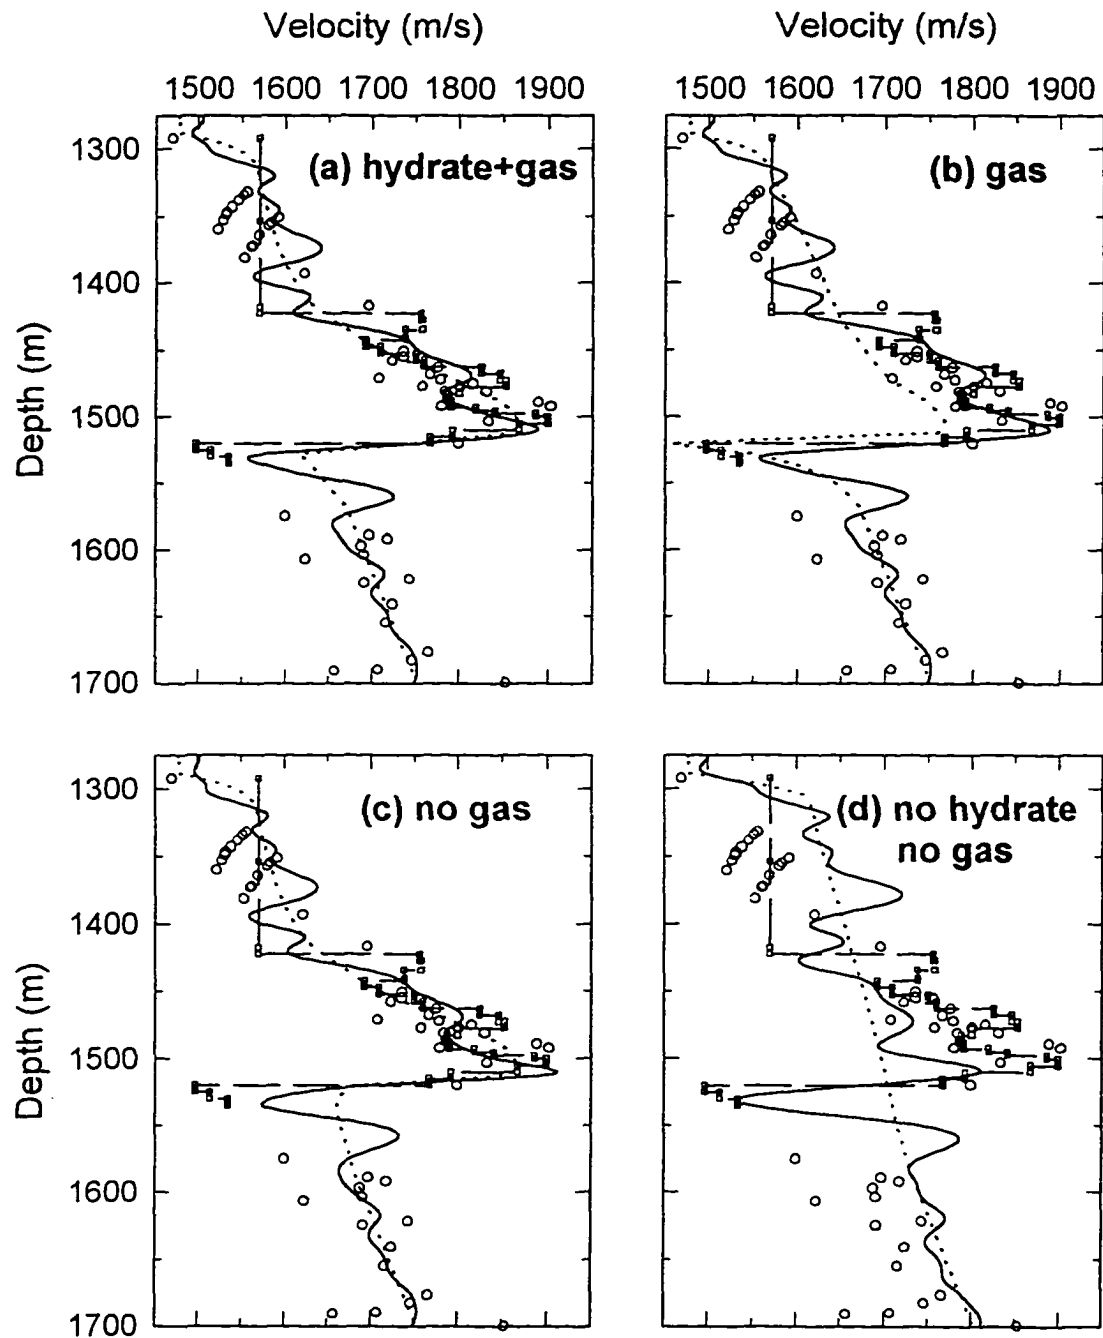 Velocity (m/s) Velocity (m/s)
1500 1600 1700 1800 1900 1500 1600 1700 1800 1900
Depth (m)
1300
1400
1500
1600
1700
(a) hydrate+gas
(b) gas
Depth (m)
1300
1400
1500
1600
1700
(c) no gas
(d) no hydrate
no gas